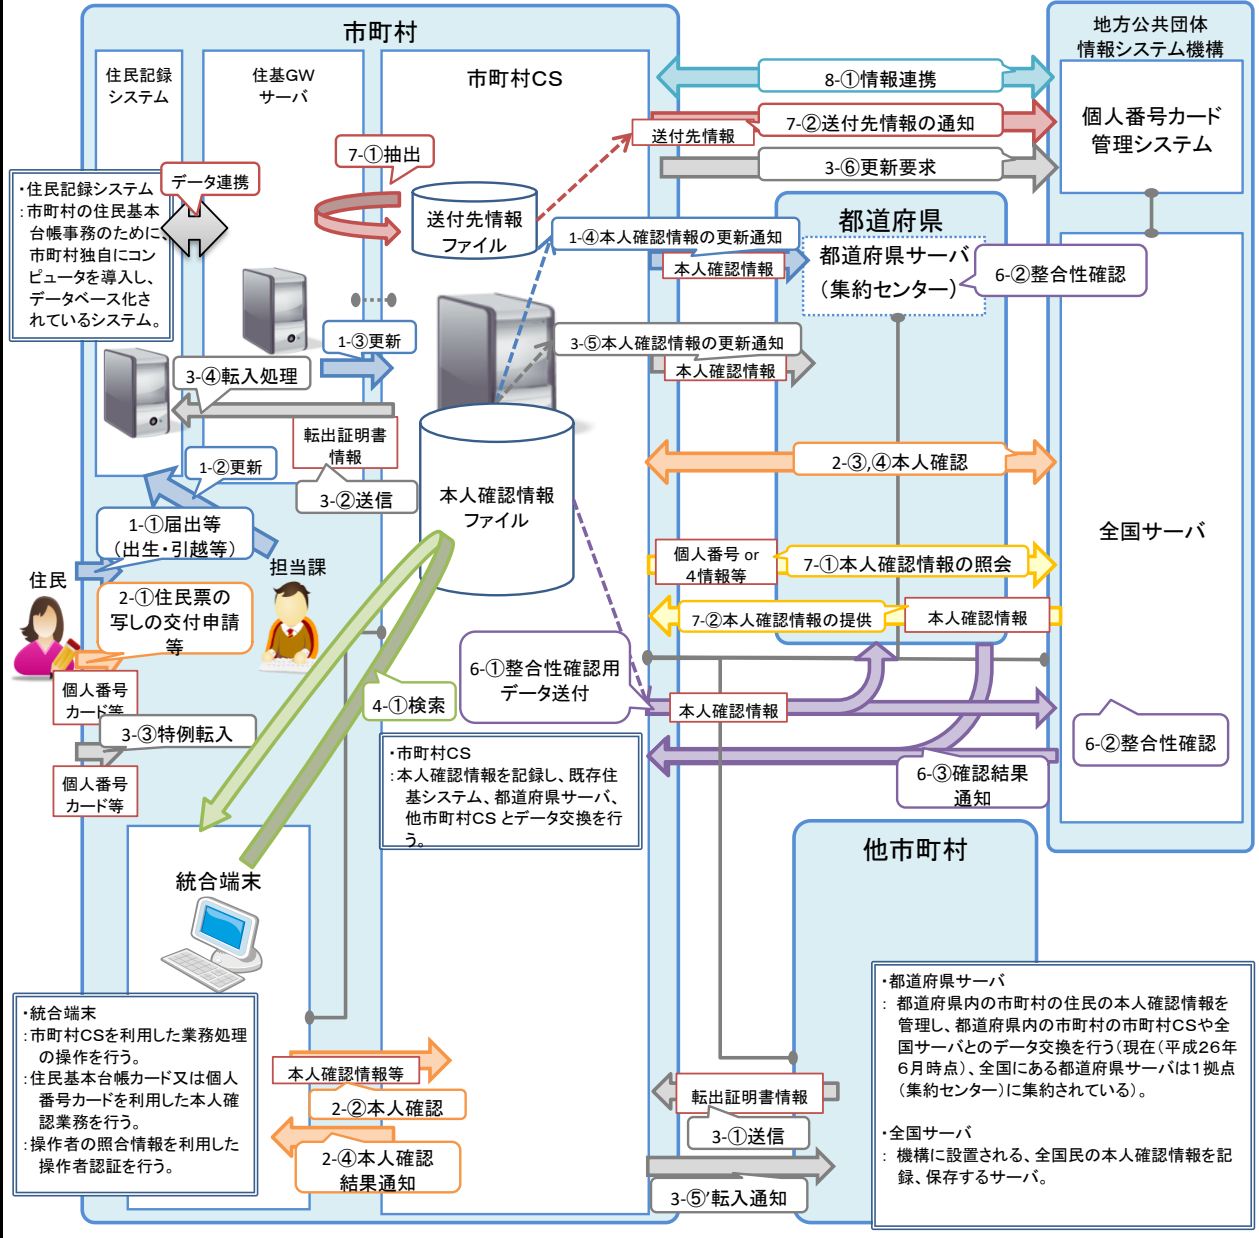 市町村
地方公共団体
情報システム機構
住民記録
システム
住基GW
サーバ
市町村CS
8-①情報連携
個人番号カード
管理システム
送付先情報
7-②送付先情報の通知
7-①抽出
3-⑥更新要求
データ連携
・住民記録システム
：市町村の住民基本
台帳事務のために、
市町村独自にコン
ピュータを導入し、
データベース化さ
れているシステム。
送付先情報
ファイル
都道府県
1-④本人確認情報の更新通知
本人確認情報
都道府県サーバ
（集約センター）
6-②整合性確認
1-③更新
3-⑤本人確認情報の更新通知
本人確認情報
3-④転入処理
転出証明書
情報
1-②更新
3-②送信
2-③,④本人確認
本人確認情報
ファイル
1-①届出等
（出生・引越等）
全国サーバ
個人番号 or
4情報等
7-①本人確認情報の照会
住民
担当課
2-①住民票の
写しの交付申請
等
7-②本人確認情報の提供
本人確認情報
個人番号
カード等
6-①整合性確認用
データ送付
4-①検索
本人確認情報
3-③特例転入
6-②整合性確認
個人番号
カード等
・市町村CS
：本人確認情報を記録し、既存住
基システム、都道府県サーバ、
他市町村CSとデータ交換を行
う。
6-③確認結果
通知
他市町村
統合端末
・統合端末
：市町村CSを利用した業務処理
の操作を行う。
：住民基本台帳カード又は個人
番号カードを利用した本人確
認業務を行う。
：操作者の照合情報を利用した
操作者認証を行う。
本人確認情報等
2-②本人確認
2-④本人確認
結果通知
転出証明書情報
3-①送信
3-⑤’転入通知
・都道府県サーバ
： 都道府県内の市町村の住民の本人確認情報を
管理し、都道府県内の市町村の市町村CSや全
国サーバとのデータ交換を行う（現在（平成２６年
６月時点）、全国にある都道府県サーバは１拠点
（集約センター）に集約されている）。
・全国サーバ
： 機構に設置される、全国民の本人確認情報を記
録、保存するサーバ。